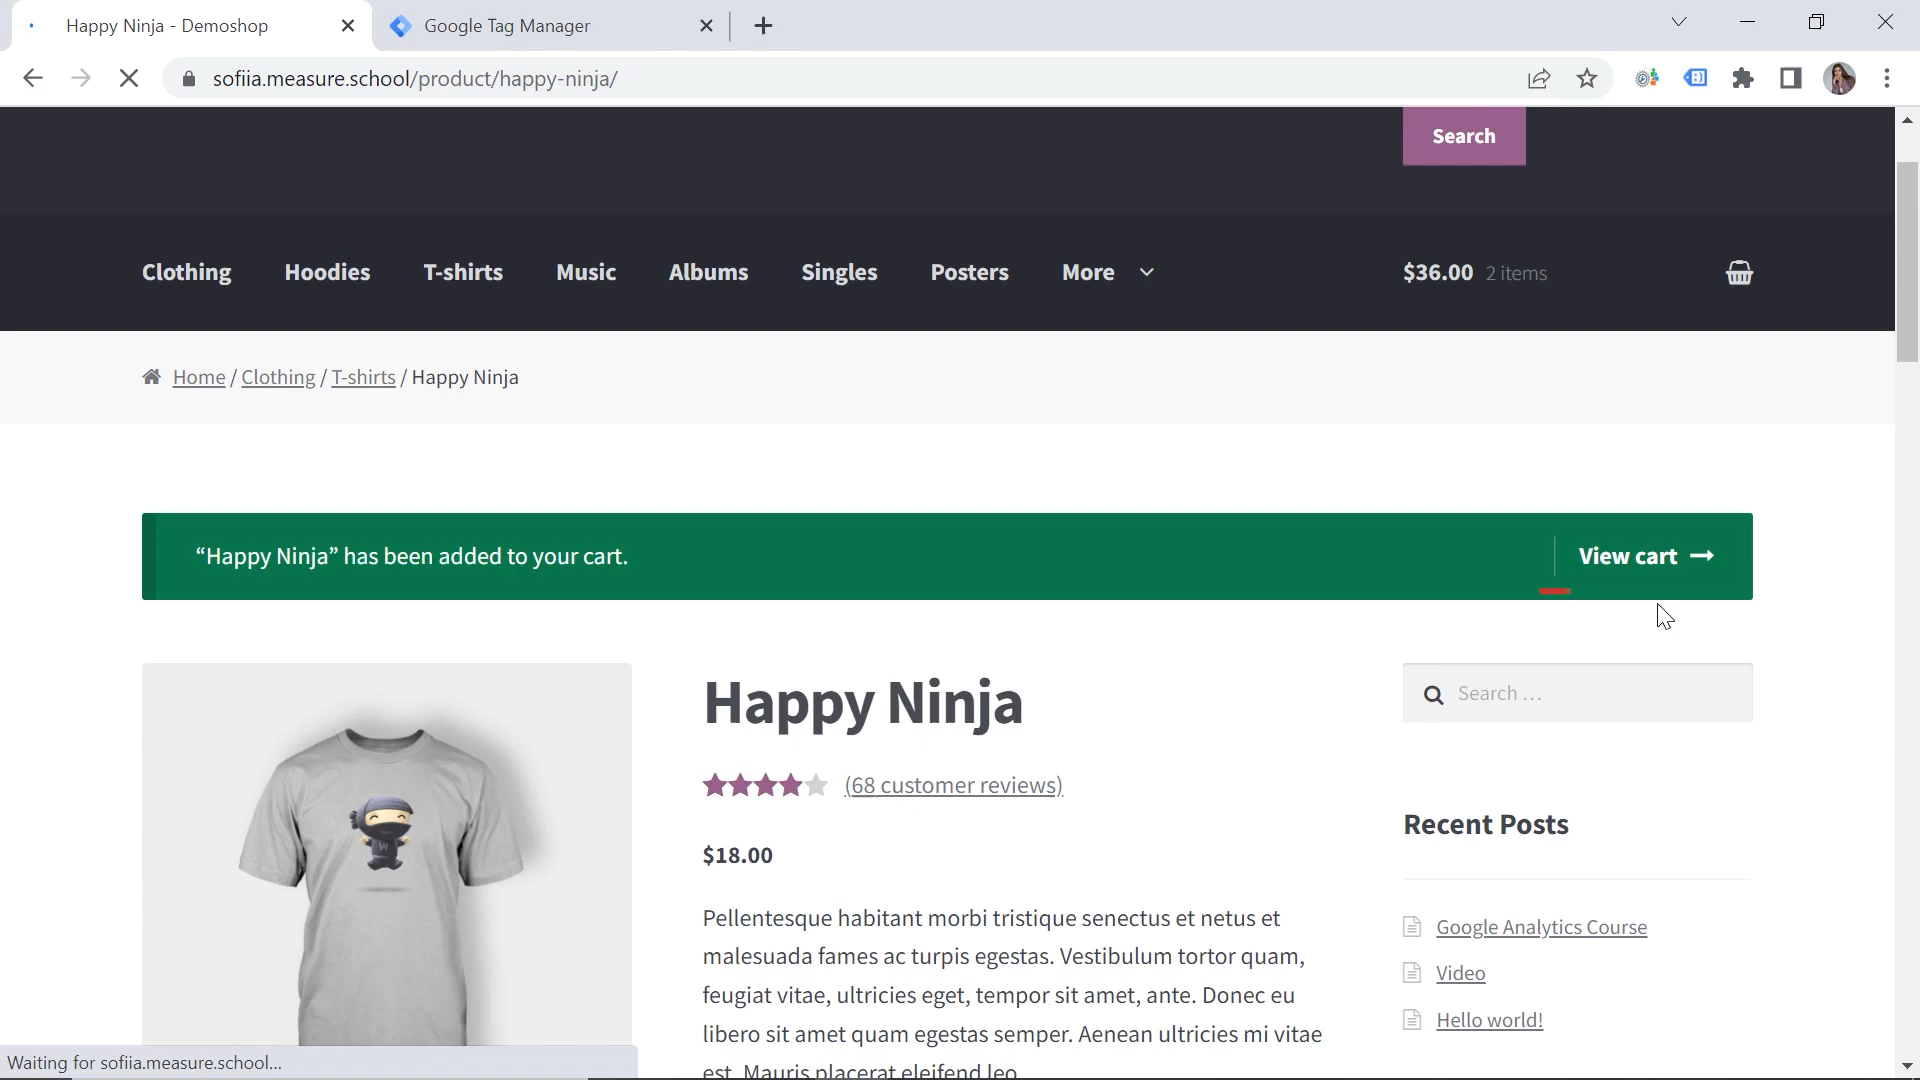 Happy Ninja - Demoshop
Google Tag Manager
sofiia.measure.school/product/happy-ninja/
Search
Clothing Hoodies T-shirts Music Albums Singles Posters More $36.00 2 items
Home / Clothing / T-shirts / Happy Ninja
“Happy Ninja” has been added to your cart. View cart
Happy Ninja
Search …
(68 customer reviews)
Recent Posts
$18.00
Pellentesque habitant morbi tristique senectus et netus et
malesuada fames ac turpis egestas. Vestibulum tortor quam,
feugiat vitae, ultricies eget, tempor sit amet, ante. Donec eu
libero sit amet quam egestas semper. Aenean ultricies mi vitae
est. Mauris placerat eleifend leo.
Google Analytics Course
Video
Hello world!
W
Waiting for sofiia.measure.school...